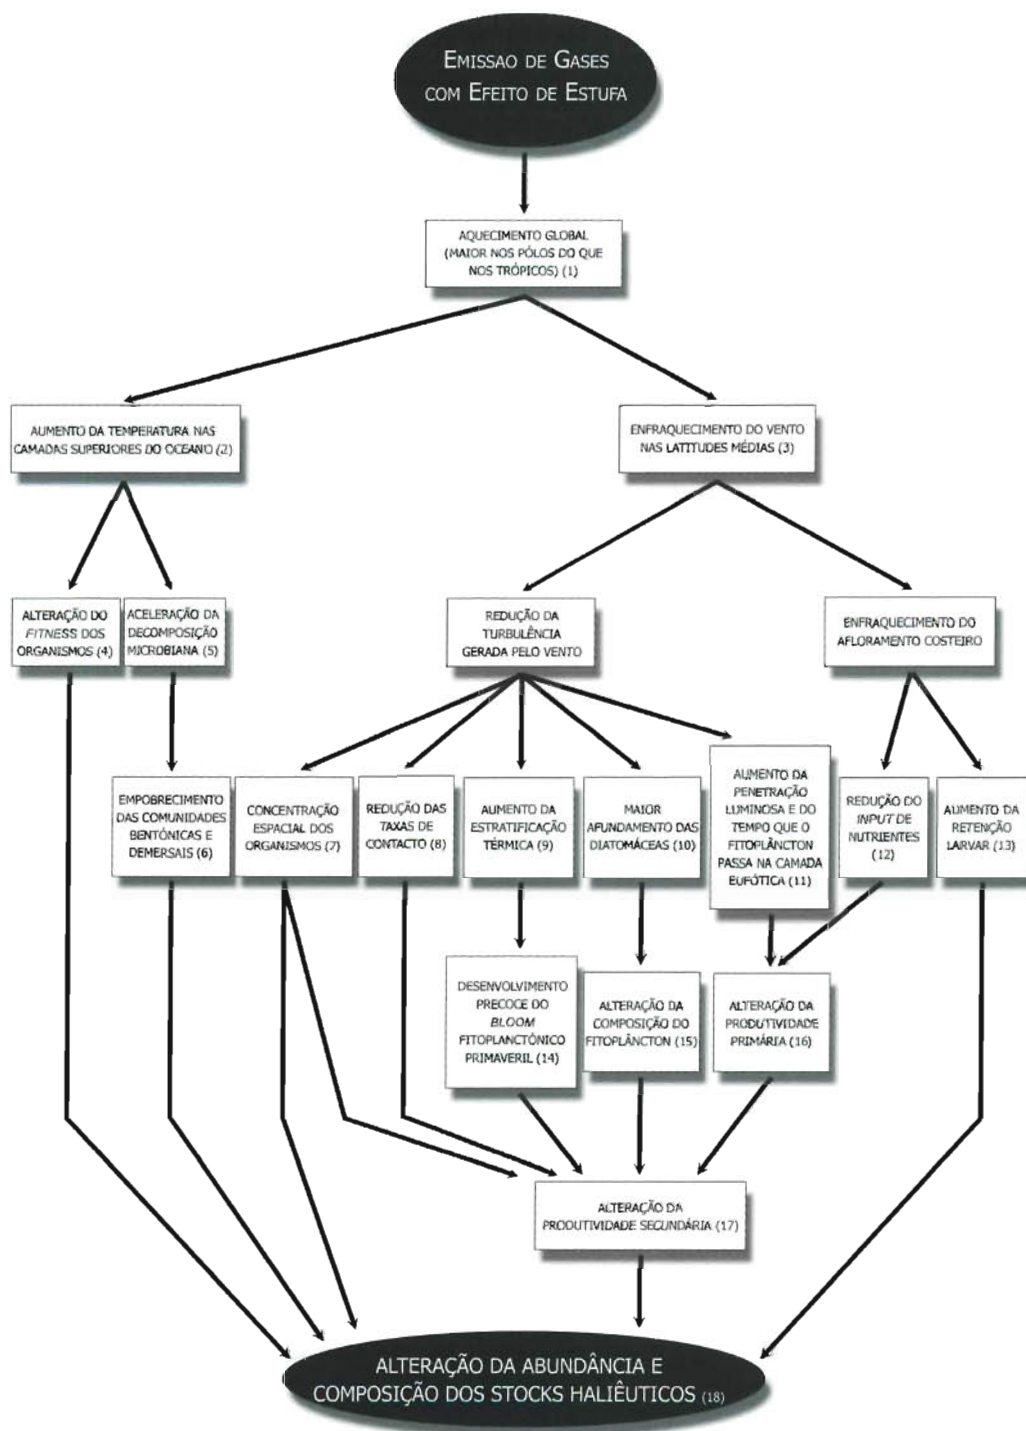 EMISSAO DE GASES
COM EFEITO DE ESTUFA
AQUECIMENTO GLOBAL
(MAIOR NOS PÓLOS DO QUE
NOS TRÓPICOS) (1)
AUMENTO DA TEMPERATURA NAS
CAMADAS SUPERIORES DO OCEANO (2)
ENFRAQUECIMENTO DO VENTO
NAS LATITUDES MÉDIAS (3)
ALTERAÇÃO DO
FITNESS DOS
ORGANISMOS (4)
ACELERAÇÃO DA
DECOMPOSIÇÃO
MICROBIANA (5)
REDUÇÃO DA
TURBULÊNCIA
GERADA PELO VENTO
ENFRAQUECIMENTO DO
AFLORAMENTO COSTEIRO
EMPOBRECIMENTO
DAS COMUNIDADES
BENTÓNICAS E
DEMERSAIS (6)
CONCENTRAÇÃO
ESPACIAL DOS
ORGANISMOS (7)
REDUÇÃO DAS
TAXAS DE
CONTACTO (8)
AUMENTO DA
ESTRATIFICAÇÃO
TÉRMICA (9)
MAIOR
AFUNDAMENTO DAS
DIATOMÁCEAS (10)
AUMENTO DA
PENETRAÇÃO
LUMINOSA E DO
TEMPO QUE O
FITOPLÂNCTON
PASSA NA CAMADA
EUFÓTICA (11)
REDUÇÃO DO
INPUT DE
NUTRIENTES
(12)
AUMENTO DA
RETENÇÃO
LARVAR (13)
DESENVOLVIMENTO
PRECOCE DO
BLOOM
FITOPLANCTÓNICO
PRIMAVERIL (14)
ALTERAÇÃO DA
COMPOSIÇÃO DO
FITOPLÂNCTON (15)
ALTERAÇÃO DA
PRODUTIVIDADE
PRIMÁRIA (16)
ALTERAÇÃO DA
PRODUTIVIDADE SECUNDÁRIA (17)
ALTERAÇÃO DA ABUNDÂNCIA E
COMPOSIÇÃO DOS STOCKS HALIÊUTICOS (18)